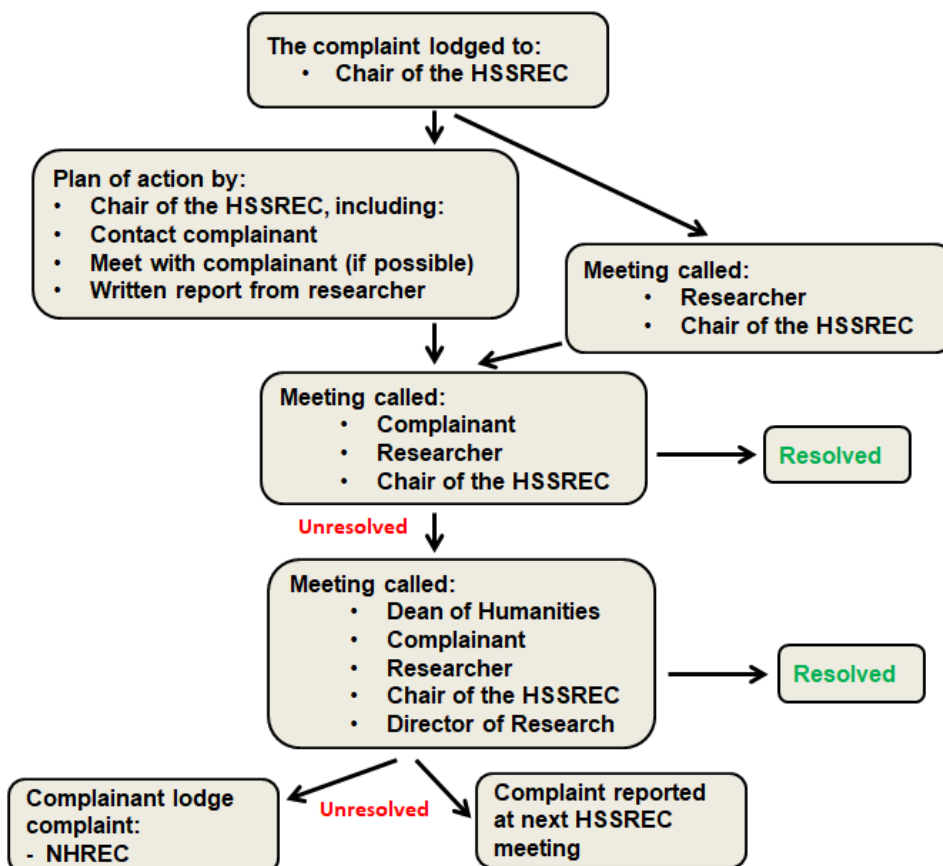 The complaint lodged to:
• Chair of the HSSREC
Plan of action by:
• Chair of the HSSREC, including:
• Contact complainant
• Meet with complainant (if possible)
• Written report from researcher
Meeting called:
• Researcher
• Chair of the HSSREC
Meeting called:
• Complainant
• Researcher
• Chair of the HSSREC
Resolved
Unresolved
Meeting called:
• Dean of Humanities
• Complainant
• Researcher
• Chair of the HSSREC
• Director of Research
Resolved
Complainant lodge
complaint:
- NHREC
Unresolved
Complaint reported
at next HSSREC
meeting